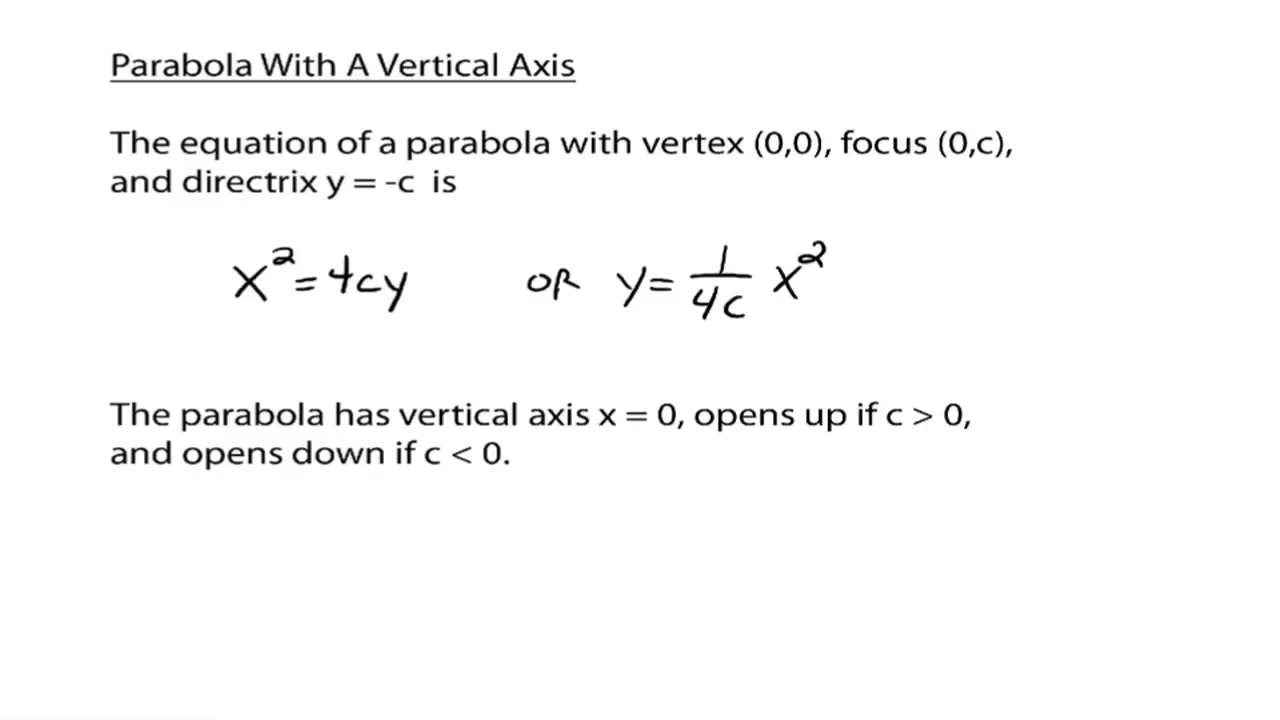 Parabola With A Vertical Axis
The equation of a parabola with vertex (0,0), focus (0,c),
and directrix y = -c is
x² = 4cy or y = 1/4c x²
The parabola has vertical axis x = 0, opens up if c > 0,
and opens down if c < 0.